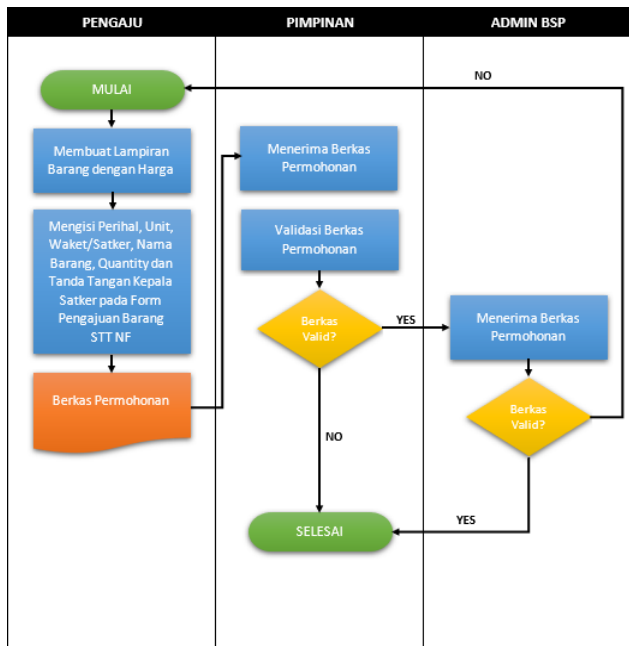 PENGAJU
PIMPINAN
ADMIN BSP
NO
MULAI
Membuat Lampiran
Barang dengan Harga
Menerima Berkas
Permohonan
Mengisi Perihal, Unit,
Waket/Satker, Nama
Barang, Quantity dan
Tanda Tangan Kepala
Satker pada Form
Pengajuan Barang
STT NF
Validasi Berkas
Permohonan
Berkas
Valid?
YES
Menerima Berkas
Permohonan
Berkas Permohonan
Berkas
Valid?
NO
YES
SELESAI